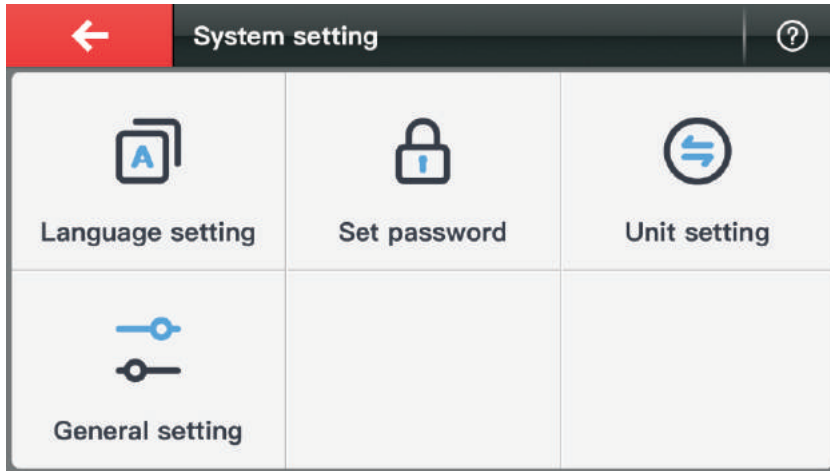 System setting
?
A
Language setting
Set password
Unit setting
General setting